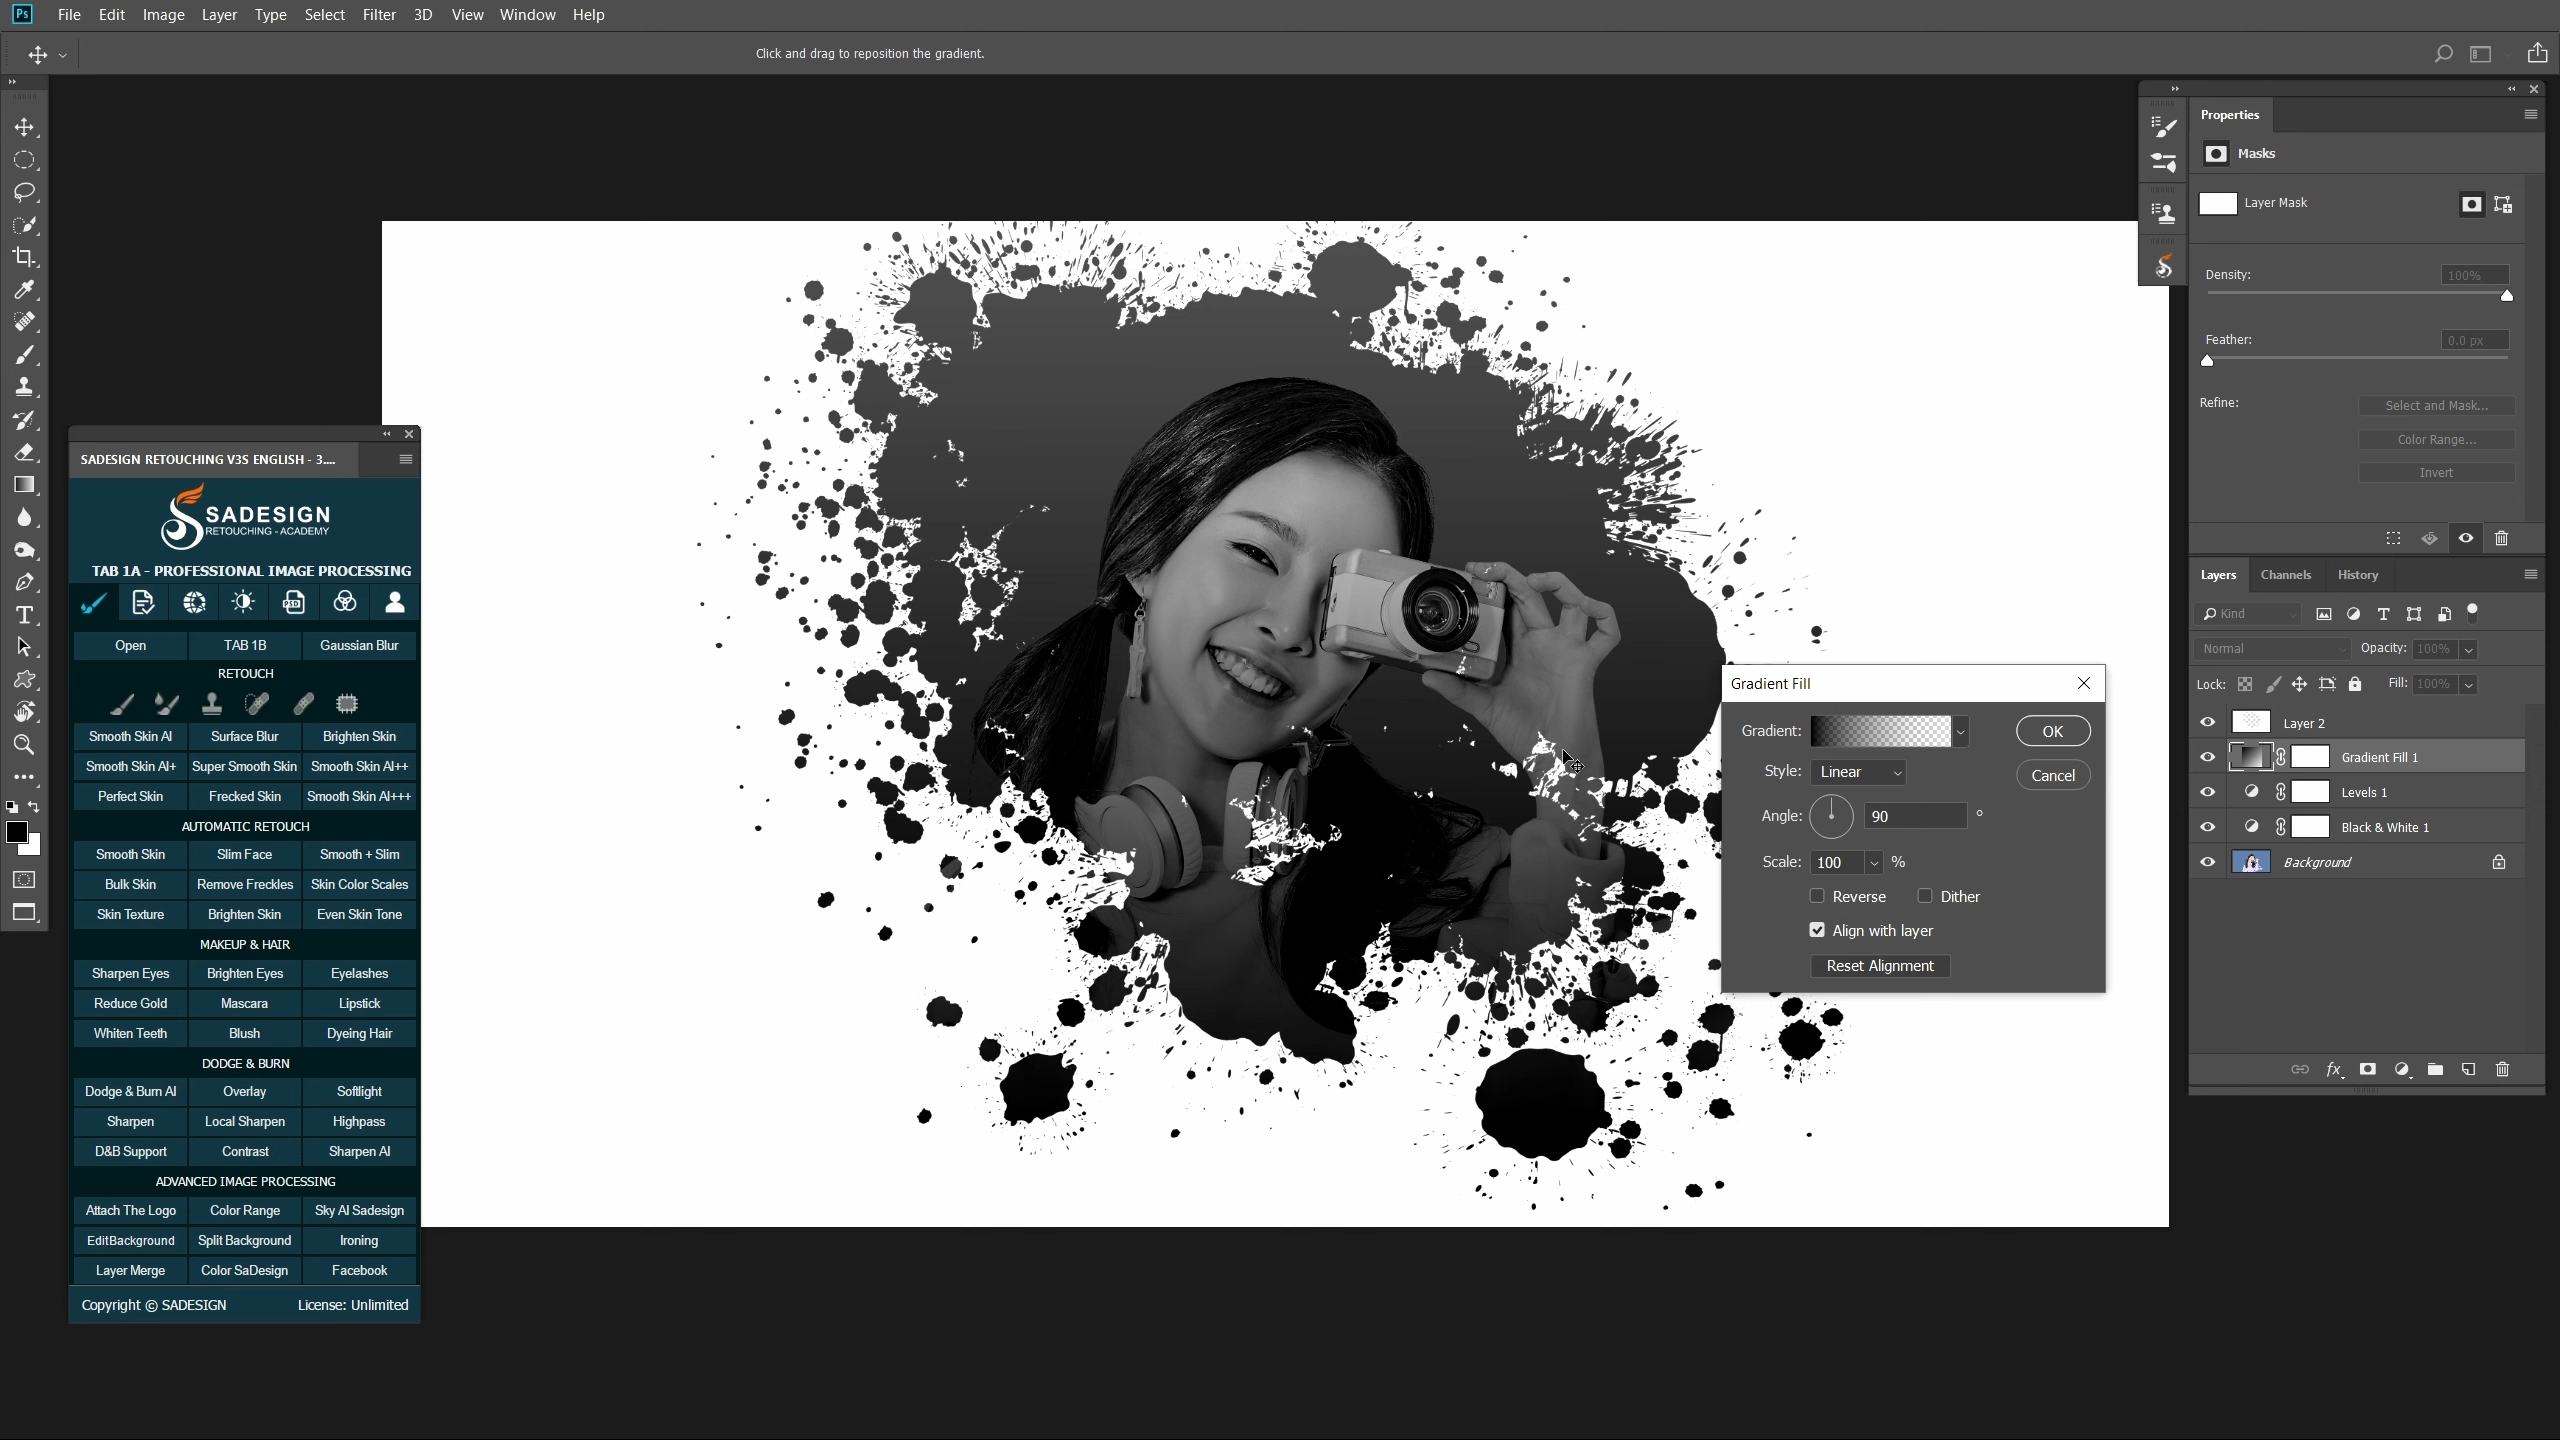 Ps File Edit Image Layer Type Select Filter 3D View Window Help
Click and drag to reposition the gradient.
Properties
Masks
Layer Mask
Density: 100%
Feather: 0.0 px
Refine: Select and Mask...
Color Range...
Invert
SADESIGN RETOUCHING V3S ENGLISH - 3....
SADESIGN
RETOUCHING - ACADEMY
TAB 1A - PROFESSIONAL IMAGE PROCESSING
PSD
Open TAB 1B Gaussian Blur
RETOUCH
Smooth Skin AI Surface Blur Brighten Skin
Smooth Skin AI+ Super Smooth Skin Smooth Skin AI++
Perfect Skin Frecked Skin Smooth Skin AI+++
AUTOMATIC RETOUCH
Smooth Skin Slim Face Smooth + Slim
Bulk Skin Remove Freckles Skin Color Scales
Skin Texture Brighten Skin Even Skin Tone
MAKEUP & HAIR
Sharpen Eyes Brighten Eyes Eyelashes
Reduce Gold Mascara Lipstick
Whiten Teeth Blush Dyeing Hair
DODGE & BURN
Dodge & Burn AI Overlay Softlight
Sharpen Local Sharpen Highpass
D&B Support Contrast Sharpen AI
ADVANCED IMAGE PROCESSING
Attach The Logo Color Range Sky AI Sadesign
EditBackground Split Background Ironing
Layer Merge Color SaDesign Facebook
Copyright © SADESIGN License: Unlimited
Gradient Fill
Gradient: OK
Style: Linear Cancel
Angle: 90 °
Scale: 100 %
Reverse Dither
Align with layer
Reset Alignment
Layers Channels History
Kind
Normal Opacity: 100%
Lock: Fill: 100%
Layer 2
Gradient Fill 1
Levels 1
Black & White 1
Background
fx